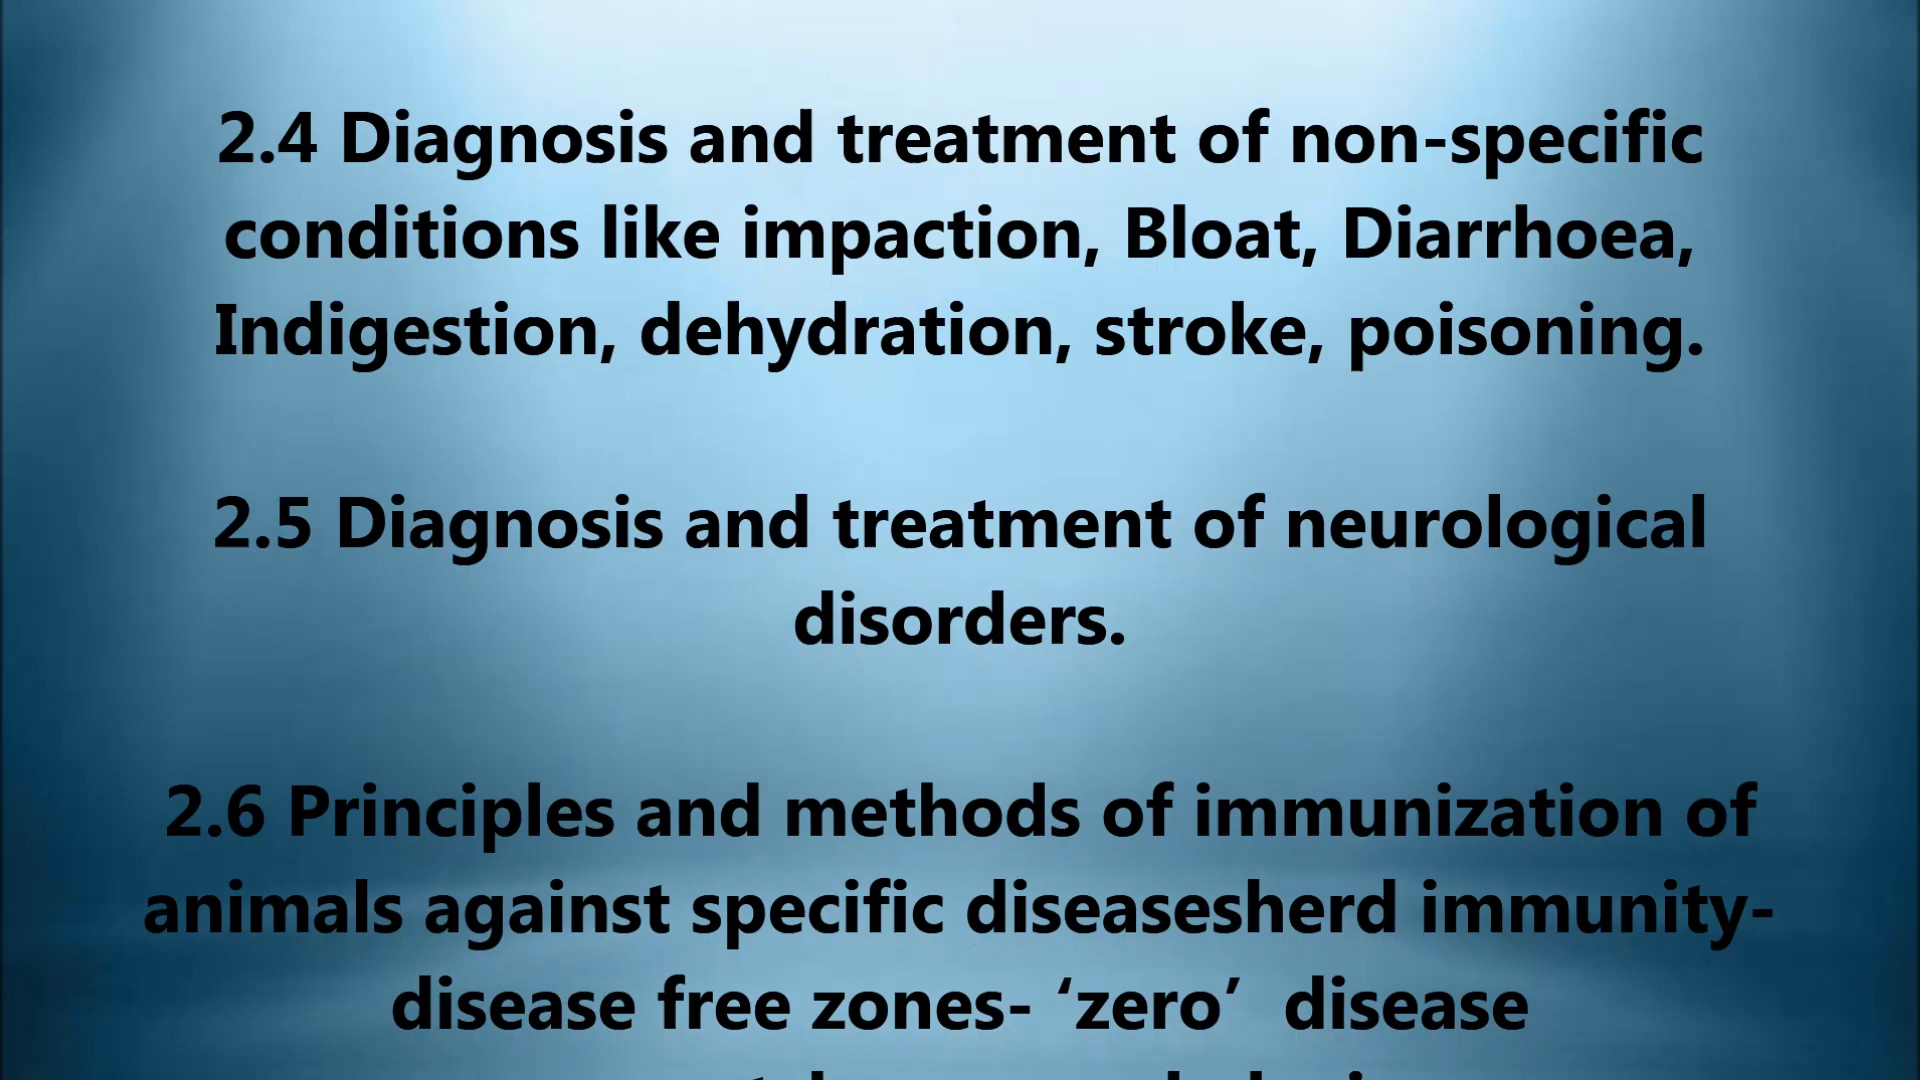 2.4 Diagnosis and treatment of non-specific
conditions like impaction, Bloat, Diarrhoea,
Indigestion, dehydration, stroke, poisoning.
2.5 Diagnosis and treatment of neurological
disorders.
2.6 Principles and methods of immunization of
animals against specific diseasesherd immunity-
disease free zones- ‘zero’ disease